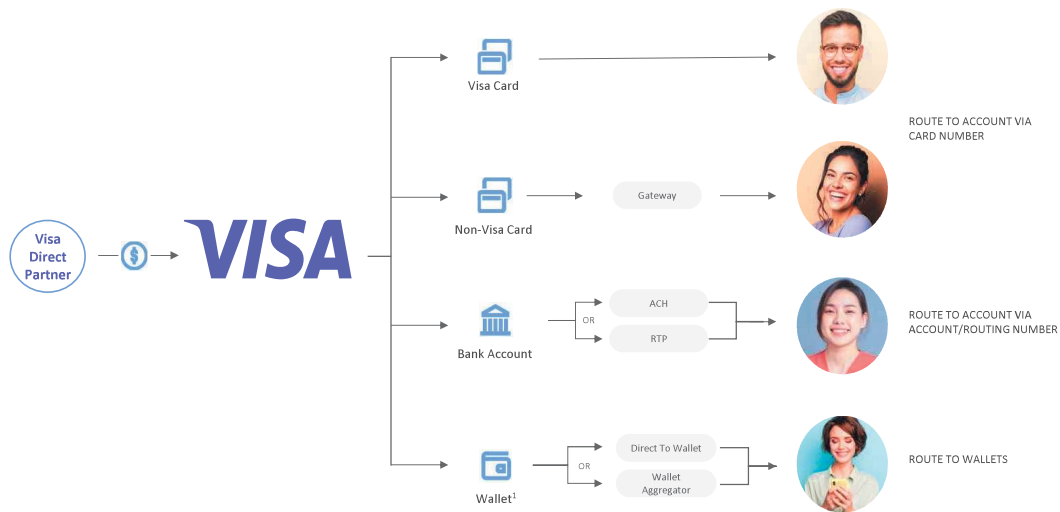 Visa Card
ROUTE TO ACCOUNT VIA
CARD NUMBER
Gateway
Non-Visa Card
Visa
Direct
Partner
$
VISA
ACH
OR
RTP
Bank Account
ROUTE TO ACCOUNT VIA
ACCOUNT/ROUTING NUMBER
Direct To Wallet
OR
Wallet
Aggregator
Wallet¹
ROUTE TO WALLETS